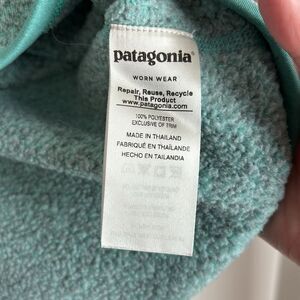 patagonia®
WORN WEAR
Repair, Reuse, Recycle
This Product
www.patagonia.com
100% POLYESTER
EXCLUSIVE OF TRIM
MADE IN THAILAND
FABRIQUÉ EN THAÏLANDE
HECHO EN TAILANDIA